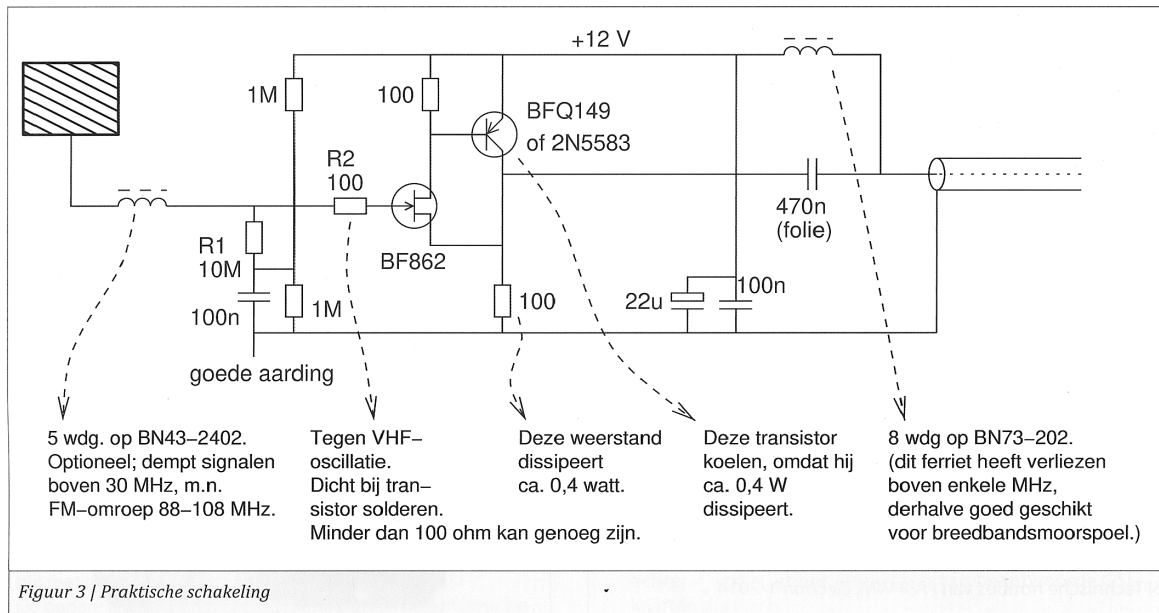 +12 V
1M
100
BFQ149
of 2N5583
R2
100
470n
(folie)
R1
10M
BF862
100n
1M
100
22u
100n
goede aarding
5 wdg. op BN43–2402.
Optioneel; dempt signalen
boven 30 MHz, m.n.
FM–omroep 88–108 MHz.
Tegen VHF–
oscillatie.
Dicht bij tran–
sistor solderen.
Minder dan 100 ohm kan genoeg zijn.
Deze weerstand
dissipeert
ca. 0,4 watt.
Deze transistor
koelen, omdat hij
ca. 0,4 W
dissipeert.
8 wdg op BN73–202.
(dit ferriet heeft verliezen
boven enkele MHz,
derhalve goed geschikt
voor breedbandsmoorspoel.)
Figuur 3 | Praktische schakeling